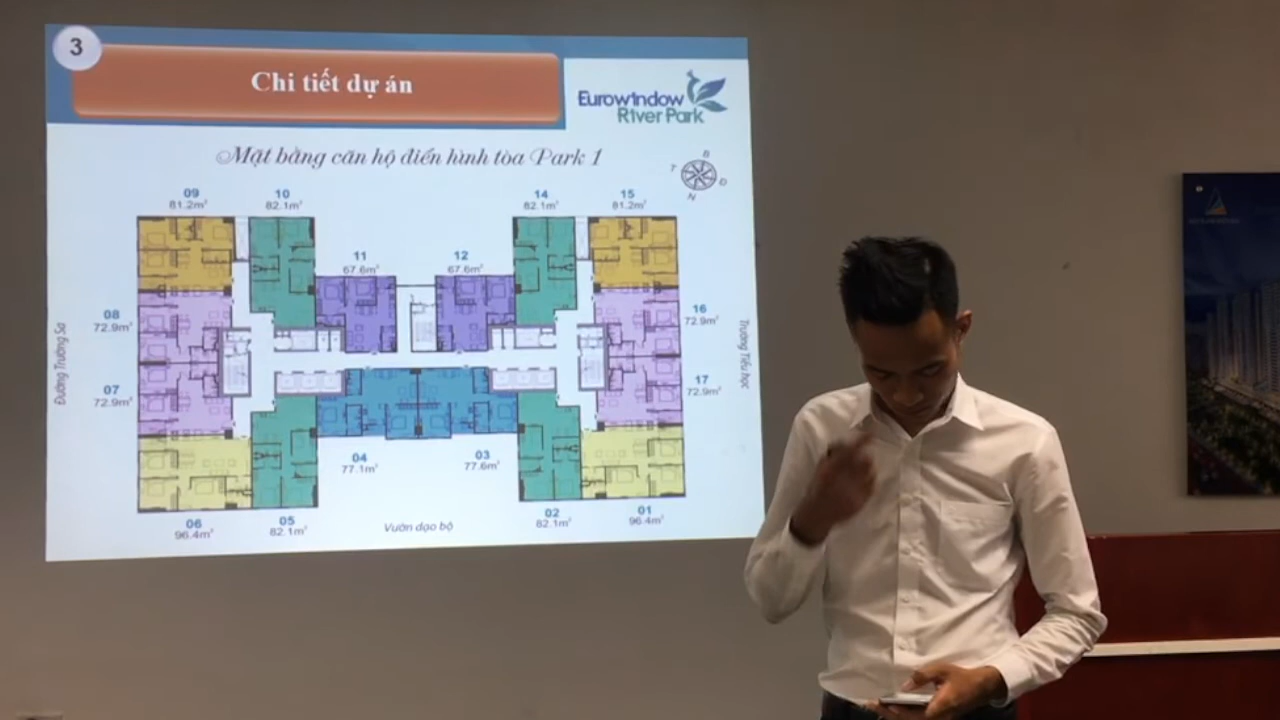 3
Chi tiết dự án
Eurowindow
River Park
Mặt bằng căn hộ điển hình tòa Park 1
B
T
Đ
N
09
81.2m²
10
82.1m²
14
82.1m²
15
81.2m²
11
67.6m²
12
67.6m²
08
72.9m²
16
72.9m²
Đường Trường Sa
Trường Tiểu học
07
72.9m²
17
72.9m²
04
77.1m²
03
77.6m²
06
96.4m²
05
82.1m²
Vườn dạo bộ
02
82.1m²
01
96.4m²